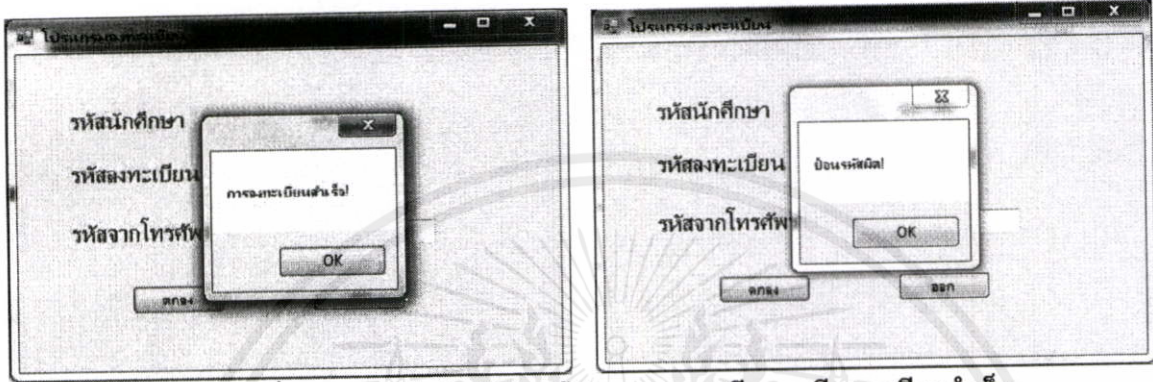 โปรแกรมลงทะเบียน
รหัสนักศึกษา
รหัสลงทะเบียน
รหัสจากโทรศัพ
การลงทะเบียนสำเร็จ!
OK
ตกลง
โปรแกรมลงทะเบียน
รหัสนักศึกษา
รหัสลงทะเบียน
รหัสจากโทรศัพ
ป้อนรหัสผิด!
OK
ตกลง
ออก